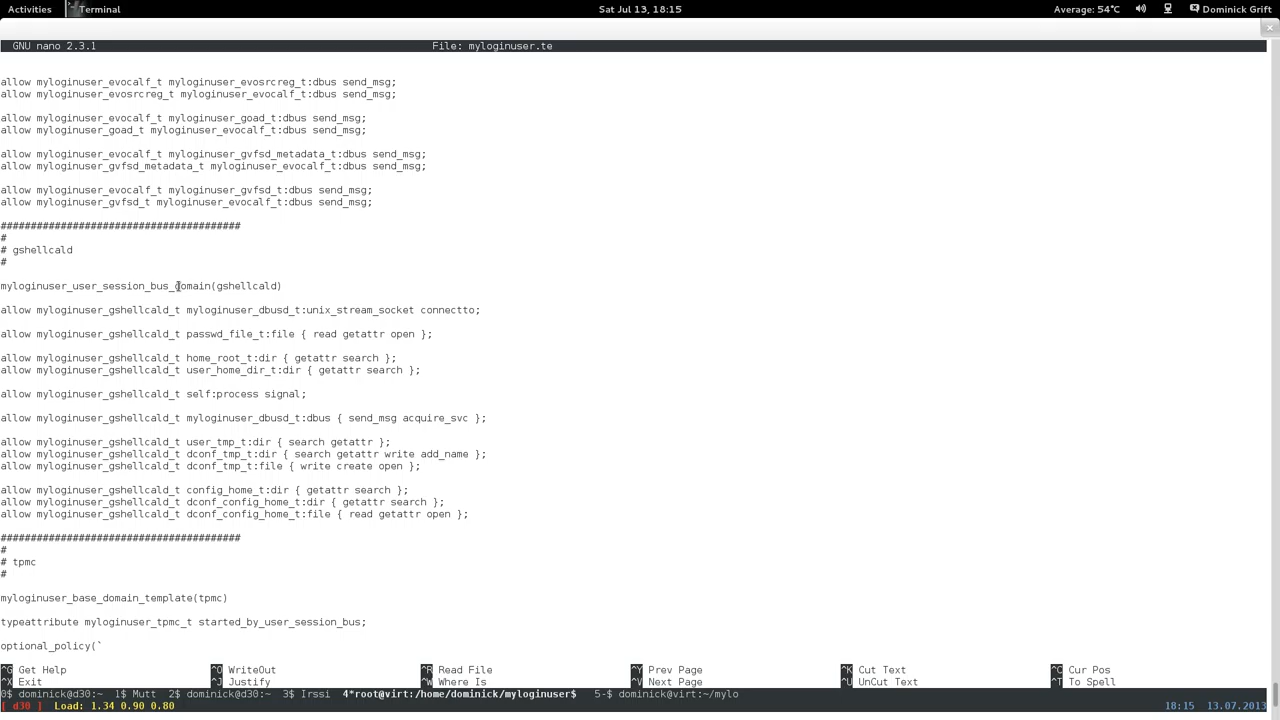 Activities Terminal Sat Jul 13, 18:15 Average: 54°C Dominick Grift
GNU nano 2.3.1 File: myloginuser.te
allow myloginuser_evocalf_t myloginuser_evosrcreg_t:dbus send_msg;
allow myloginuser_evosrcreg_t myloginuser_evocalf_t:dbus send_msg;
allow myloginuser_evocalf_t myloginuser_goad_t:dbus send_msg;
allow myloginuser_goad_t myloginuser_evocalf_t:dbus send_msg;
allow myloginuser_evocalf_t myloginuser_gvfsd_metadata_t:dbus send_msg;
allow myloginuser_gvfsd_metadata_t myloginuser_evocalf_t:dbus send_msg;
allow myloginuser_evocalf_t myloginuser_gvfsd_t:dbus send_msg;
allow myloginuser_gvfsd_t myloginuser_evocalf_t:dbus send_msg;
########################################
#
# gshellcald
#
myloginuser_user_session_bus_domain(gshellcald)
allow myloginuser_gshellcald_t myloginuser_dbusd_t:unix_stream_socket connectto;
allow myloginuser_gshellcald_t passwd_file_t:file { read getattr open };
allow myloginuser_gshellcald_t home_root_t:dir { getattr search };
allow myloginuser_gshellcald_t user_home_dir_t:dir { getattr search };
allow myloginuser_gshellcald_t self:process signal;
allow myloginuser_gshellcald_t myloginuser_dbusd_t:dbus { send_msg acquire_svc };
allow myloginuser_gshellcald_t user_tmp_t:dir { search getattr };
allow myloginuser_gshellcald_t dconf_tmp_t:dir { search getattr write add_name };
allow myloginuser_gshellcald_t dconf_tmp_t:file { write create open };
allow myloginuser_gshellcald_t config_home_t:dir { getattr search };
allow myloginuser_gshellcald_t dconf_config_home_t:dir { getattr search };
allow myloginuser_gshellcald_t dconf_config_home_t:file { read getattr open };
########################################
#
# tpmc
#
myloginuser_base_domain_template(tpmc)
typeattribute myloginuser_tpmc_t started_by_user_session_bus;
optional_policy(`
^G Get Help ^O WriteOut ^R Read File ^Y Prev Page ^K Cut Text ^C Cur Pos
^X Exit ^J Justify ^W Where Is ^V Next Page ^U UnCut Text ^T To Spell
0$ dominick@d30:~ 1$ Mutt 2$ dominick@d30:~ 3$ Irssi 4*root@virt:/home/dominick/myloginuser$ 5-$ dominick@virt:~/mylo
[ d30 ] Load: 1.34 0.90 0.80 18:15 13.07.2013